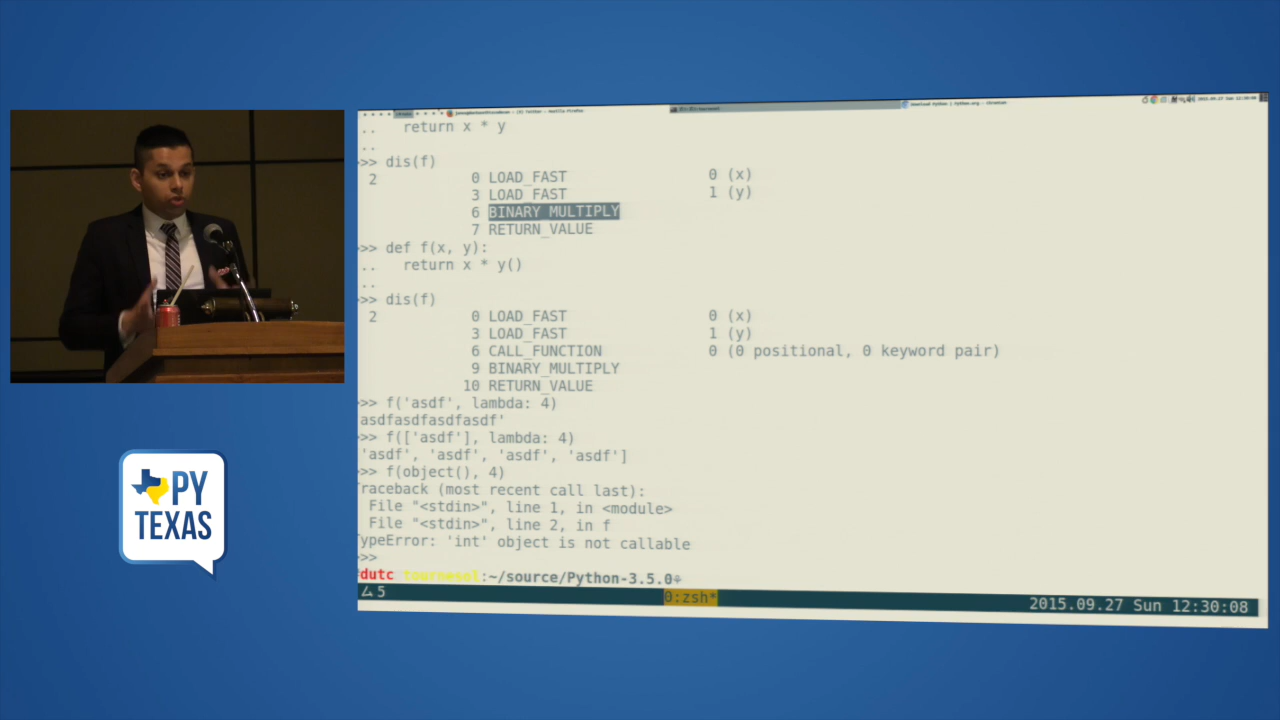 .. return x * y
..
>>> dis(f)
2 0 LOAD_FAST 0 (x)
3 LOAD_FAST 1 (y)
6 BINARY_MULTIPLY
7 RETURN_VALUE
>>> def f(x, y):
.. return x * y()
..
>>> dis(f)
2 0 LOAD_FAST 0 (x)
3 LOAD_FAST 1 (y)
6 CALL_FUNCTION 0 (0 positional, 0 keyword pair)
9 BINARY_MULTIPLY
10 RETURN_VALUE
>>> f('asdf', lambda: 4)
asdfasdfasdfasdf'
>>> f(['asdf'], lambda: 4)
'asdf', 'asdf', 'asdf', 'asdf']
>>> f(object(), 4)
Traceback (most recent call last):
File "<stdin>", line 1, in <module>
File "<stdin>", line 2, in f
TypeError: 'int' object is not callable
>>>
dutc tournesol:~/source/Python-3.5.0
5 0:zsh* 2015.09.27 Sun 12:30:08
PY
TEXAS